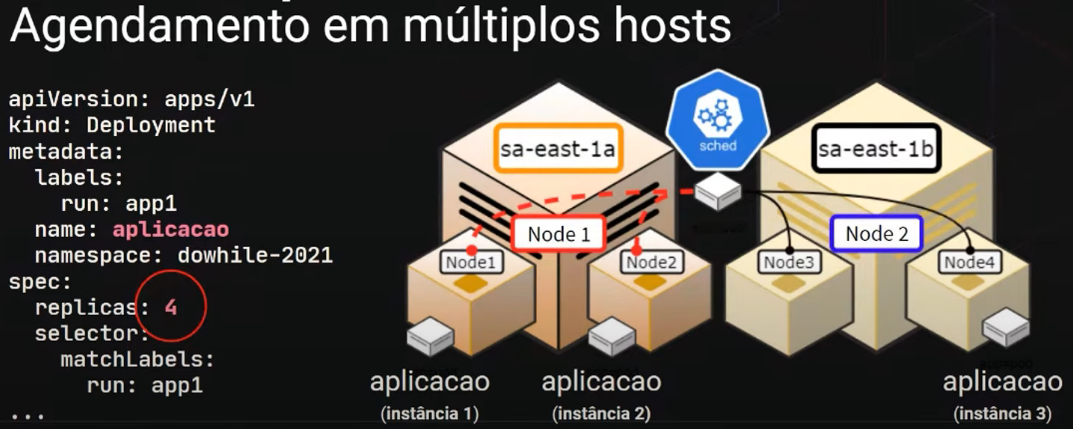 Agendamento em múltiplos hosts
apiVersion: apps/v1
kind: Deployment
metadata:
  labels:
    run: app1
  name: aplicacao
  namespace: dowhile-2021
spec:
  replicas: 4
  selector:
    matchLabels:
      run: app1
...
sched
sa-east-1a
sa-east-1b
Node 1
Node 2
Node1
Node2
Node3
Node4
aplicacao
(instância 1)
aplicacao
(instância 2)
aplicacao
(instância 3)